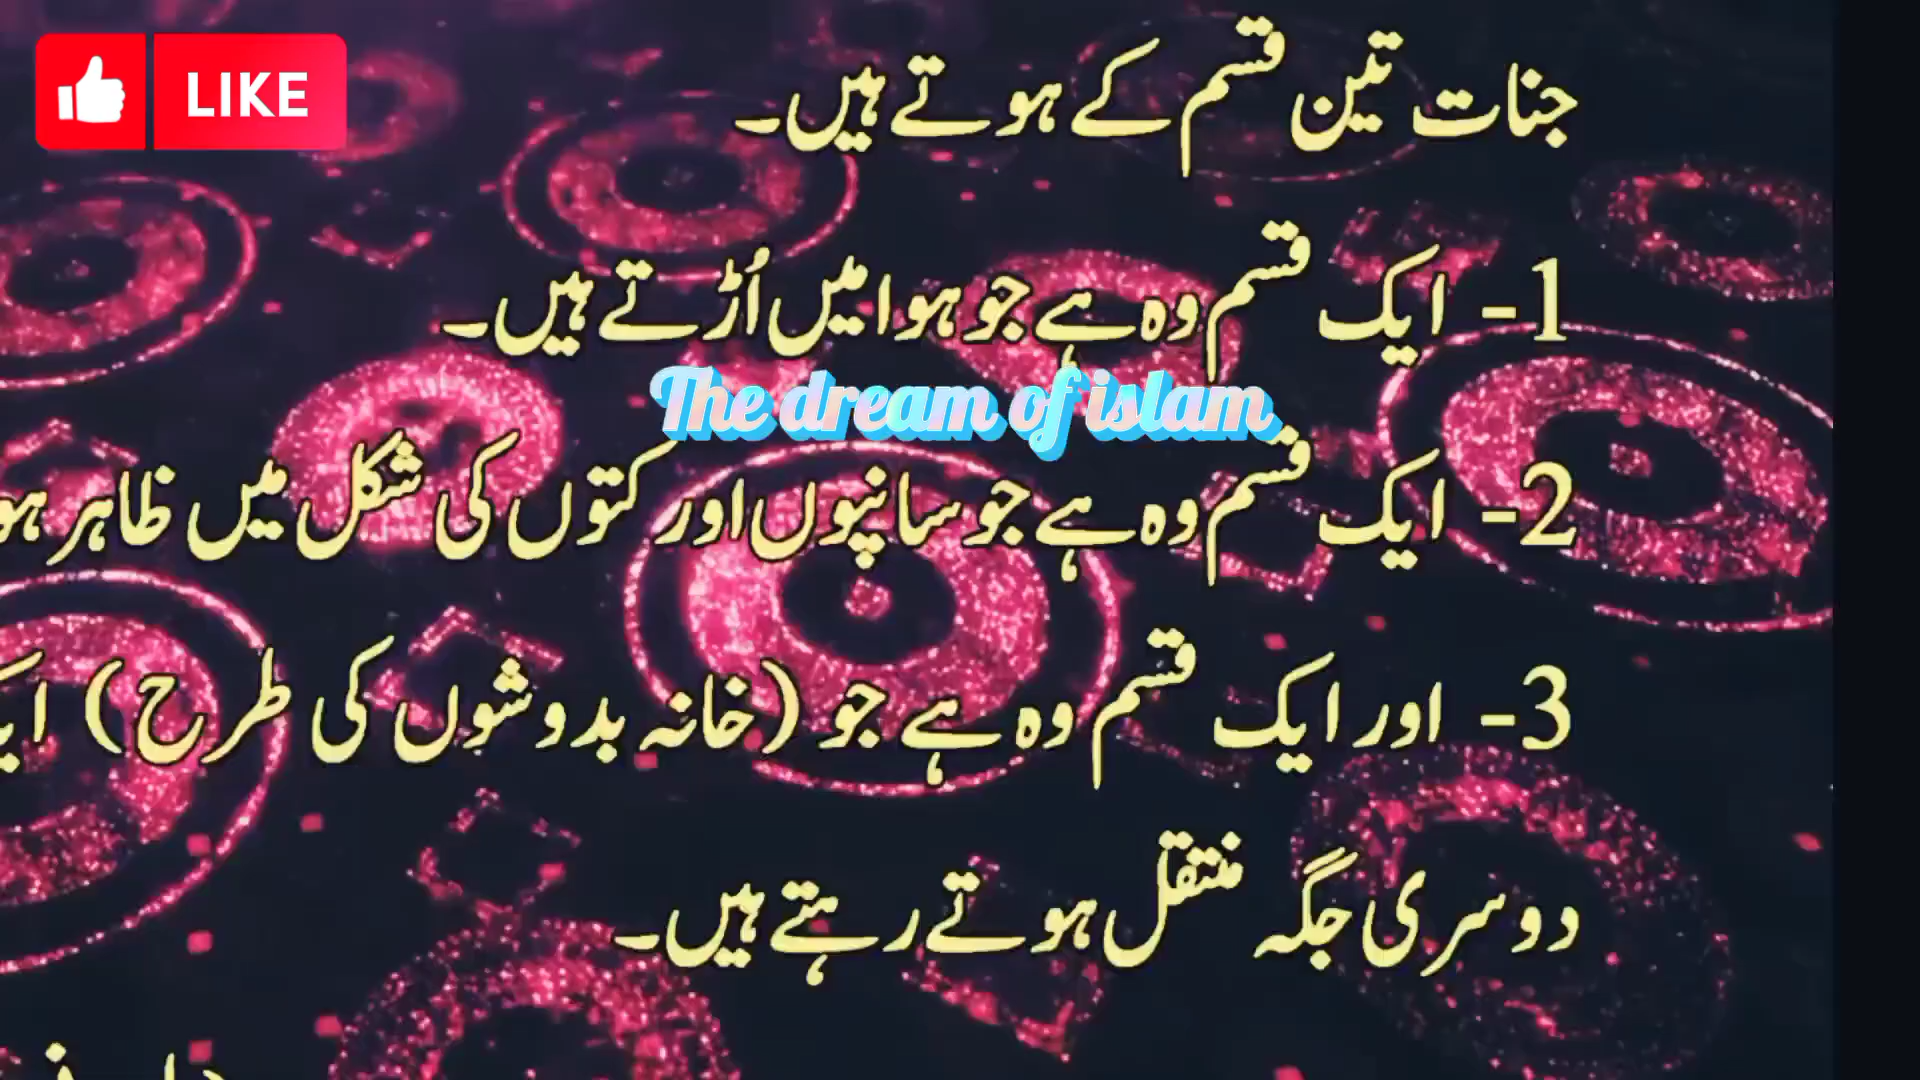 LIKE
جنات تین قسم کے ہوتے ہیں۔
1- ایک قسم وہ ہے جو ہوا میں اُڑتے ہیں۔
The dream of islam
2- ایک قسم وہ ہے جو سانپوں اور کتوں کی شکل میں ظاہر
3- اور ایک قسم وہ ہے جو (خانہ بدوشوں کی طرح)
دوسری جگہ منتقل ہوتے رہتے ہیں۔